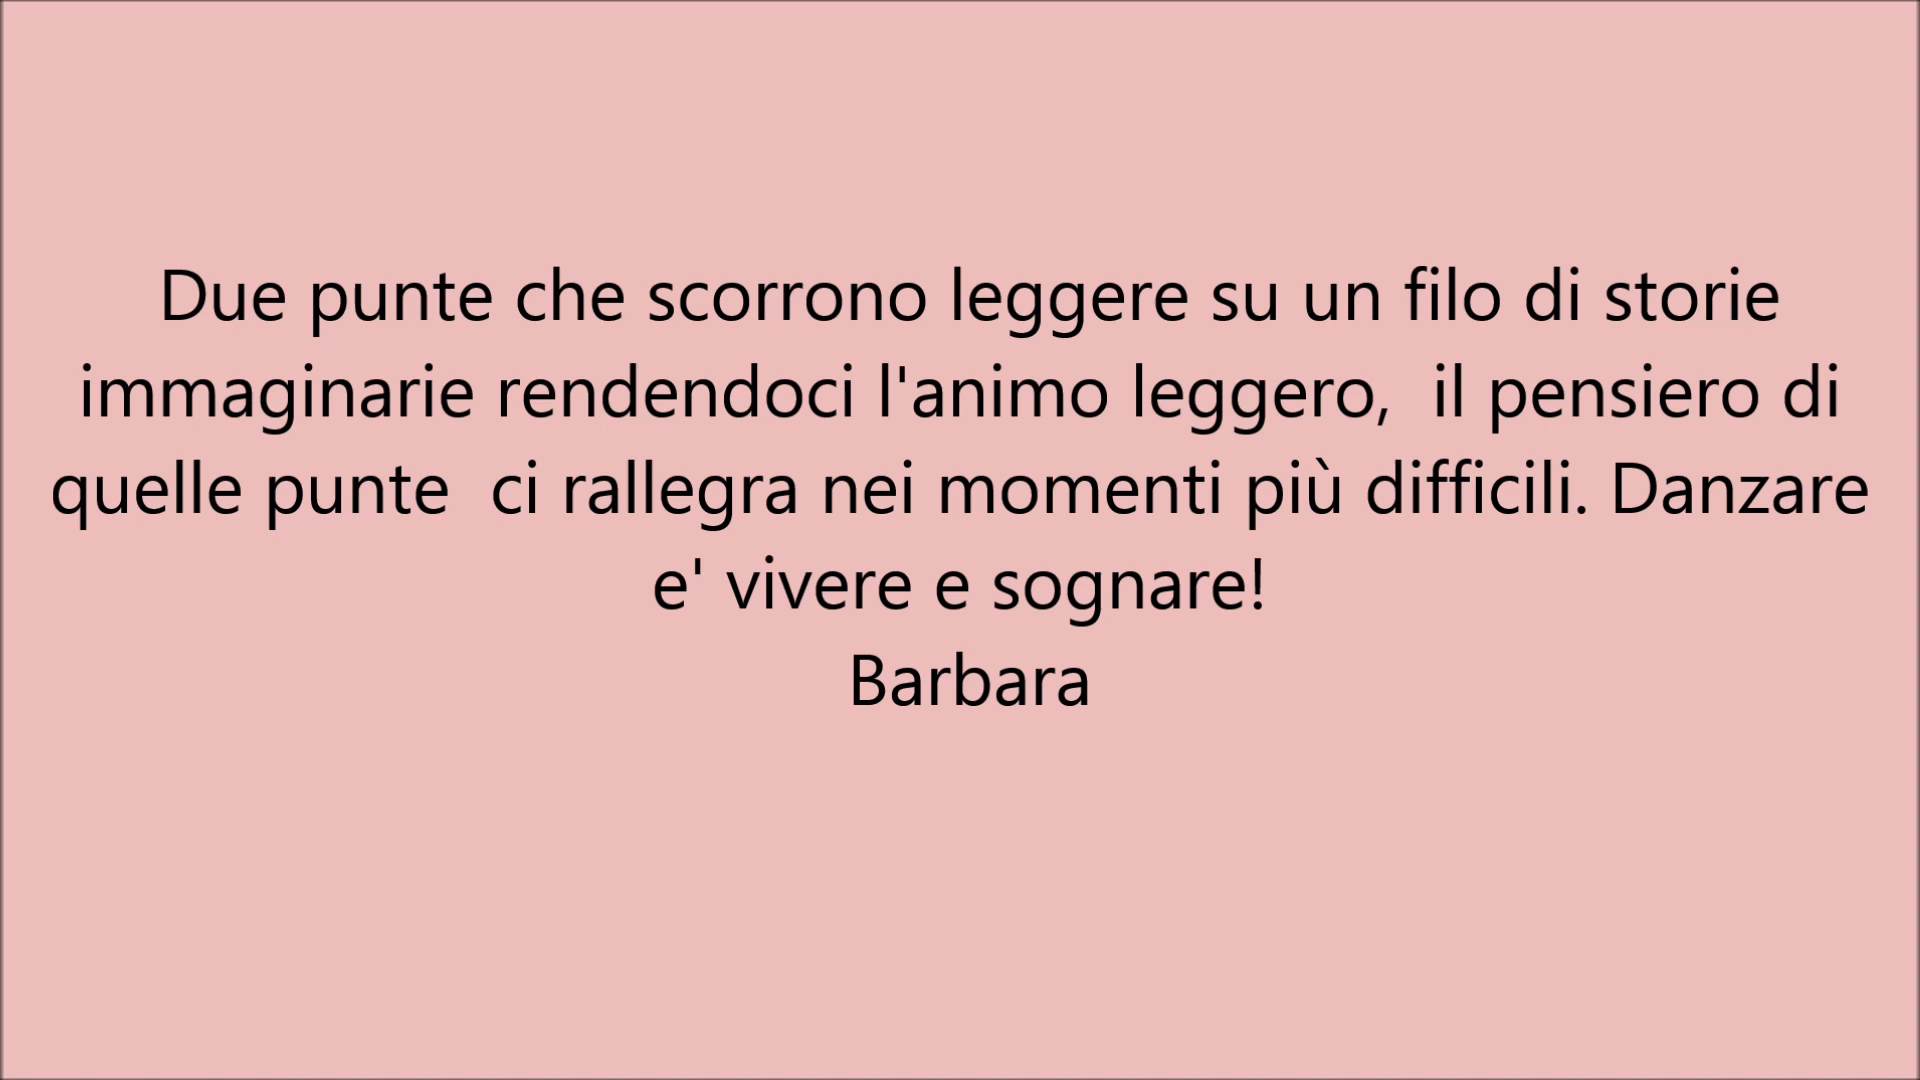 Due punte che scorrono leggere su un filo di storie
immaginarie rendendoci l'animo leggero,  il pensiero di
quelle punte  ci rallegra nei momenti più difficili. Danzare
e' vivere e sognare!
Barbara